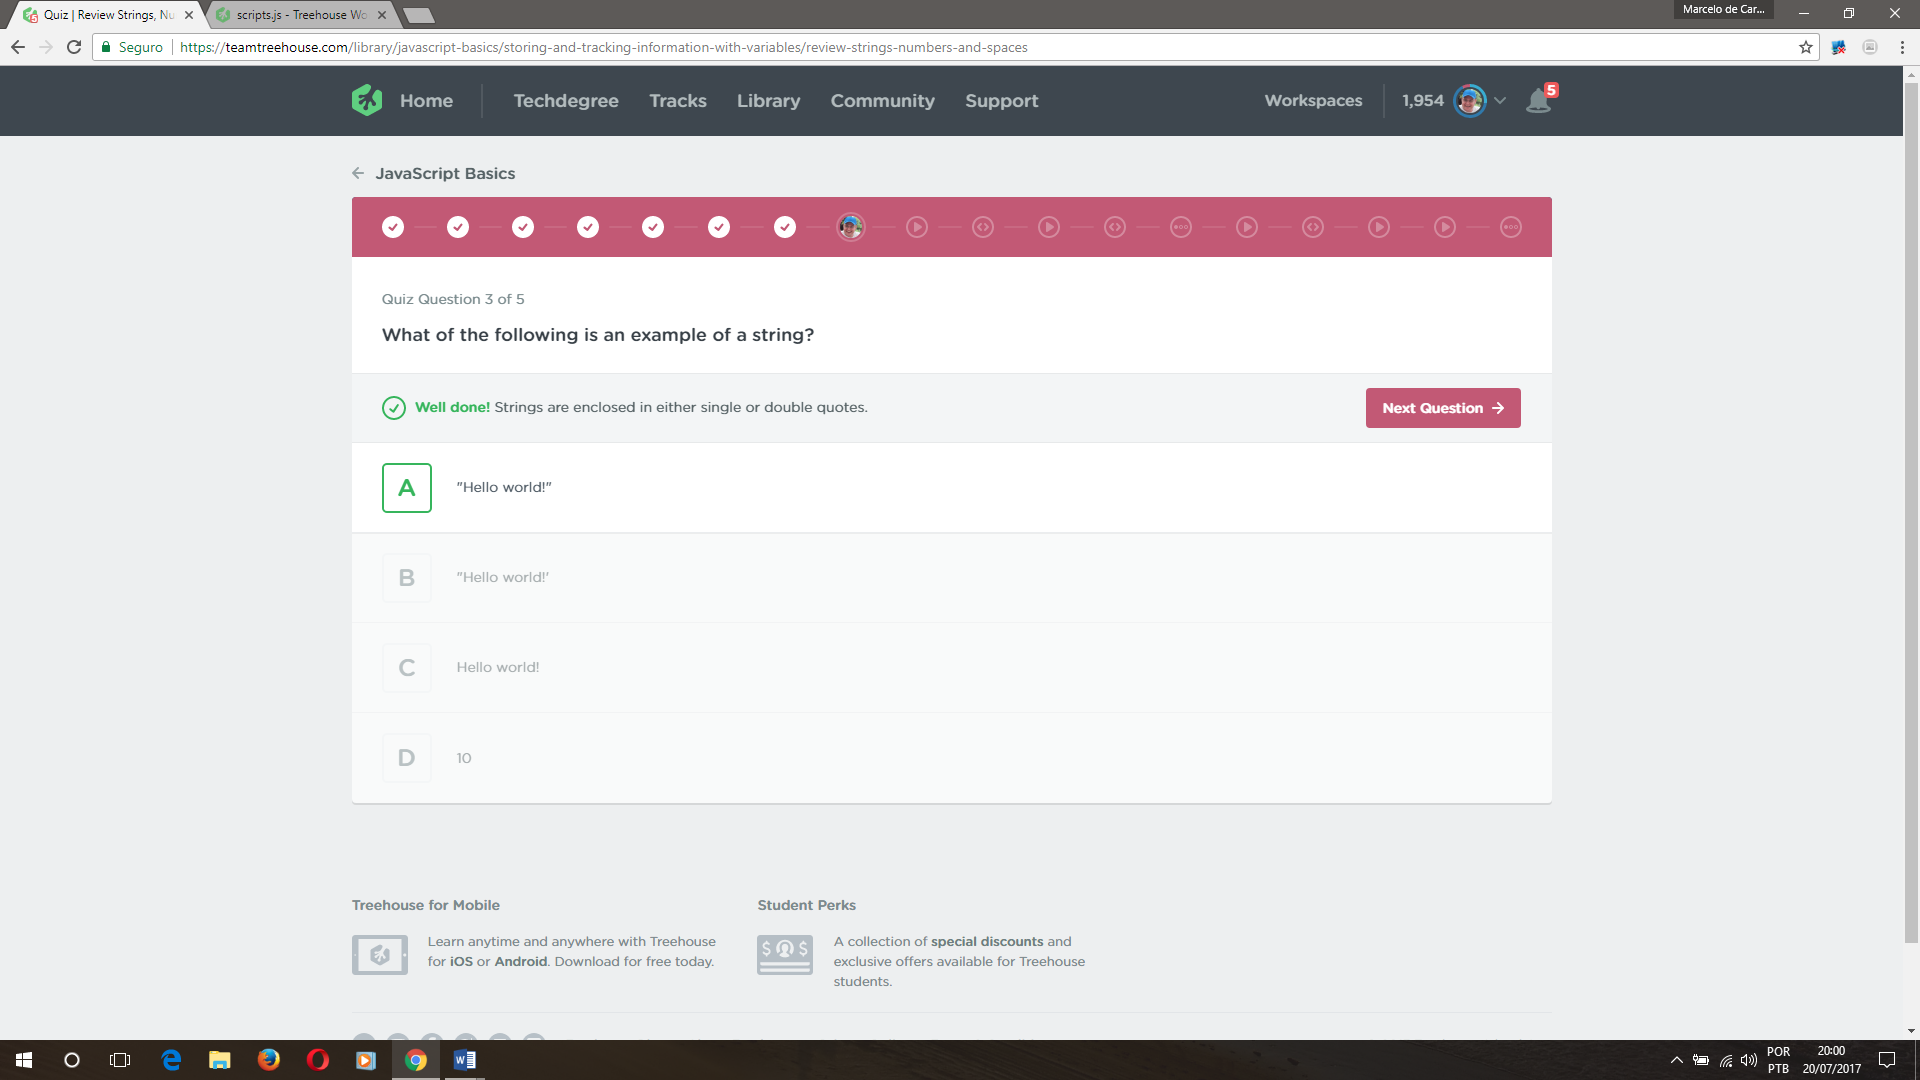 Quiz | Review Strings, Nu
scripts.js - Treehouse Wo
Marcelo de Car...
Seguro
https://teamtreehouse.com/library/javascript-basics/storing-and-tracking-information-with-variables/review-strings-numbers-and-spaces
Home
Techdegree
Tracks
Library
Community
Support
Workspaces
1,954
5
JavaScript Basics
Quiz Question 3 of 5
What of the following is an example of a string?
Well done! Strings are enclosed in either single or double quotes.
Next Question
A
"Hello world!"
B
"Hello world!'
C
Hello world!
D
10
Treehouse for Mobile
Learn anytime and anywhere with Treehouse
for iOS or Android. Download for free today.
Student Perks
A collection of special discounts and
exclusive offers available for Treehouse
students.
POR
PTB
20:00
20/07/2017